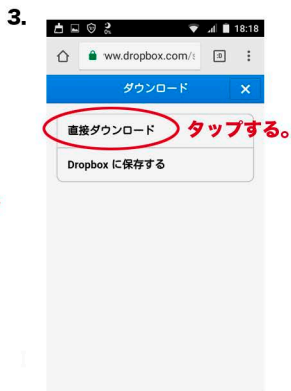 3.
18:18
ww.dropbox.com/s
:D
ダウンロード
直接ダウンロード
タップする。
Dropbox に保存する